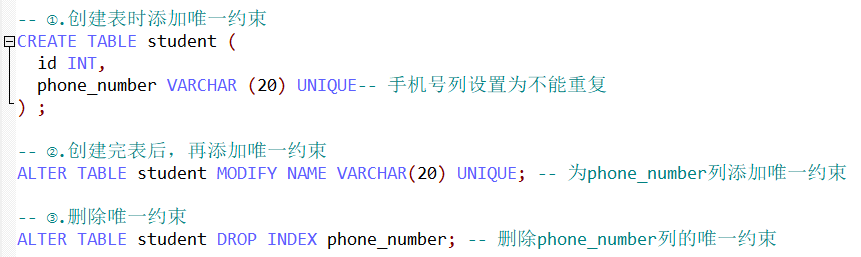 -- ①.创建表时添加唯一约束
CREATE TABLE student (
id INT,
phone_number VARCHAR (20) UNIQUE-- 手机号列设置为不能重复
) ;
-- ②.创建完表后，再添加唯一约束
ALTER TABLE student MODIFY NAME VARCHAR(20) UNIQUE; -- 为phone_number列添加唯一约束
-- ③.删除唯一约束
ALTER TABLE student DROP INDEX phone_number; -- 删除phone_number列的唯一约束